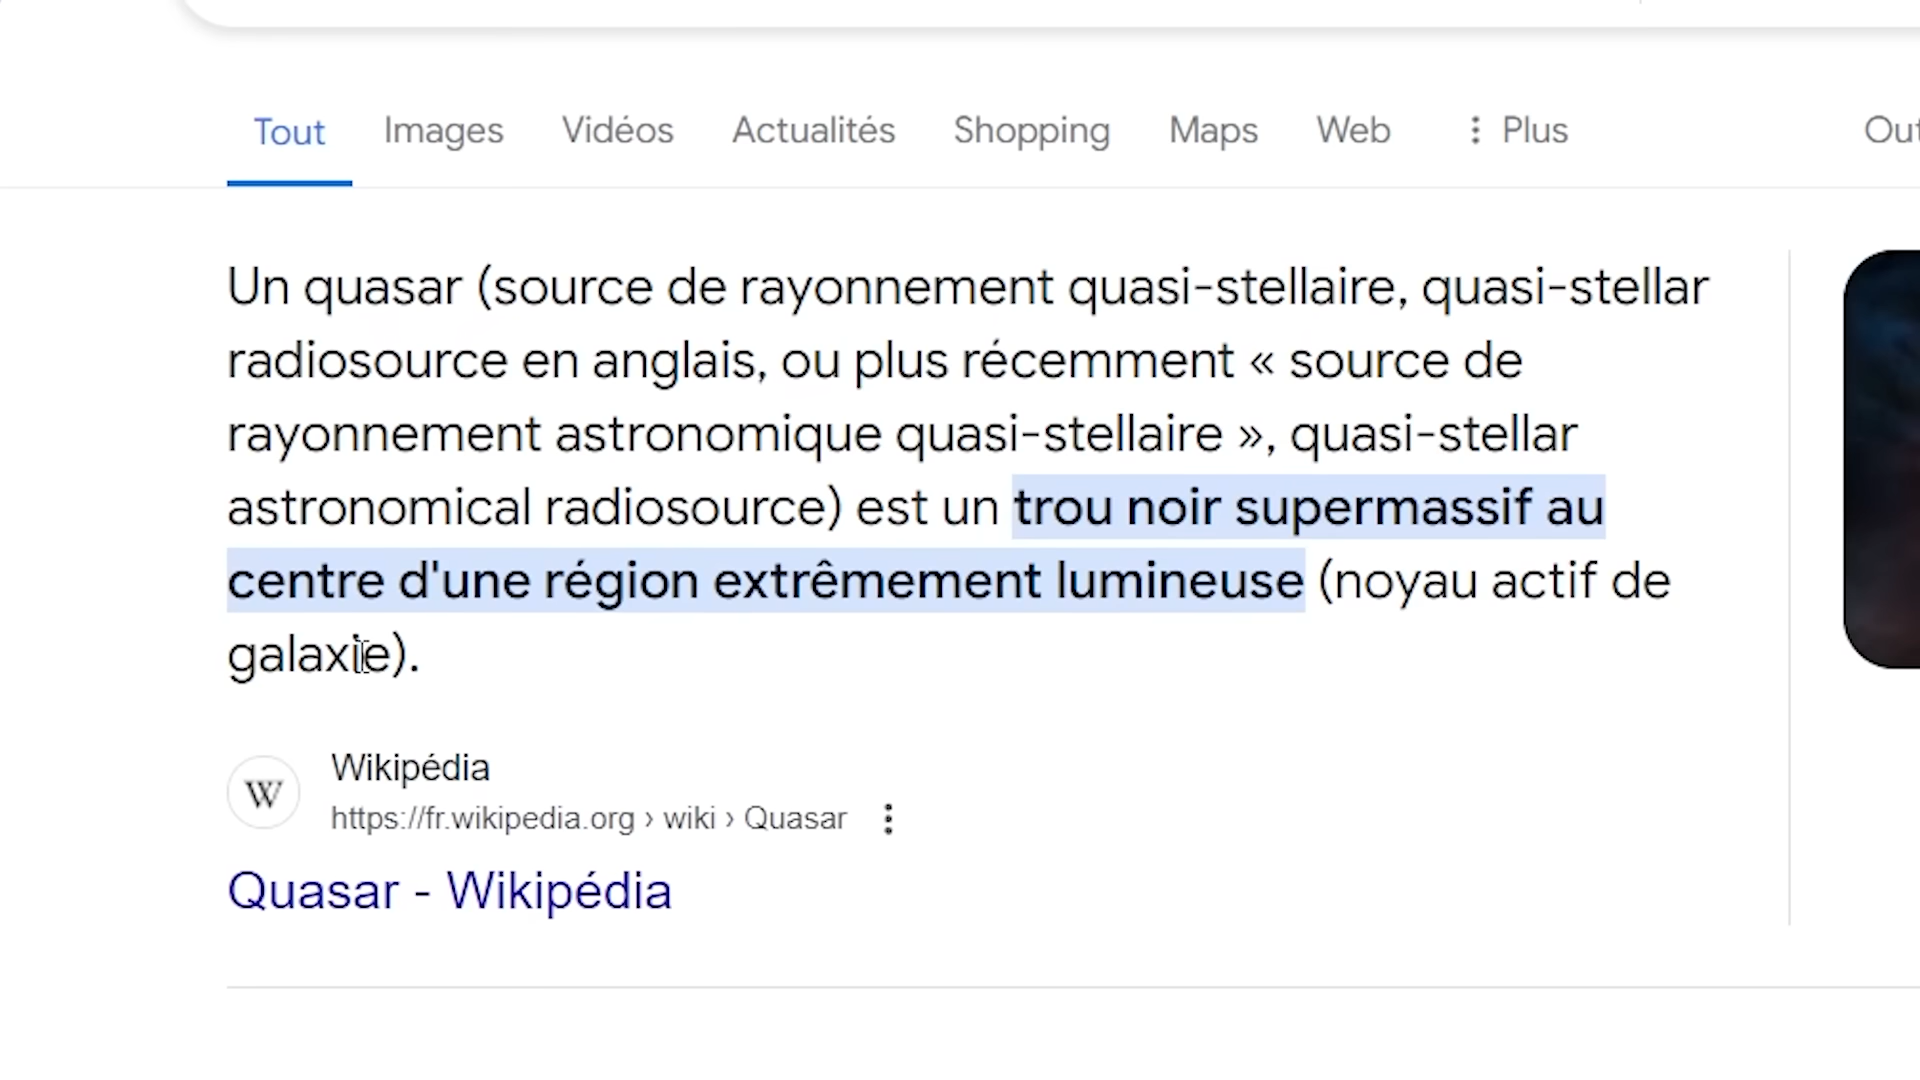 Tout Images Vidéos Actualités Shopping Maps Web Plus
Un quasar (source de rayonnement quasi-stellaire, quasi-stellar
radiosource en anglais, ou plus récemment « source de
rayonnement astronomique quasi-stellaire », quasi-stellar
astronomical radiosource) est un trou noir supermassif au
centre d'une région extrêmement lumineuse (noyau actif de
galaxie).
W
Wikipédia
https://fr.wikipedia.org › wiki › Quasar
Quasar - Wikipédia